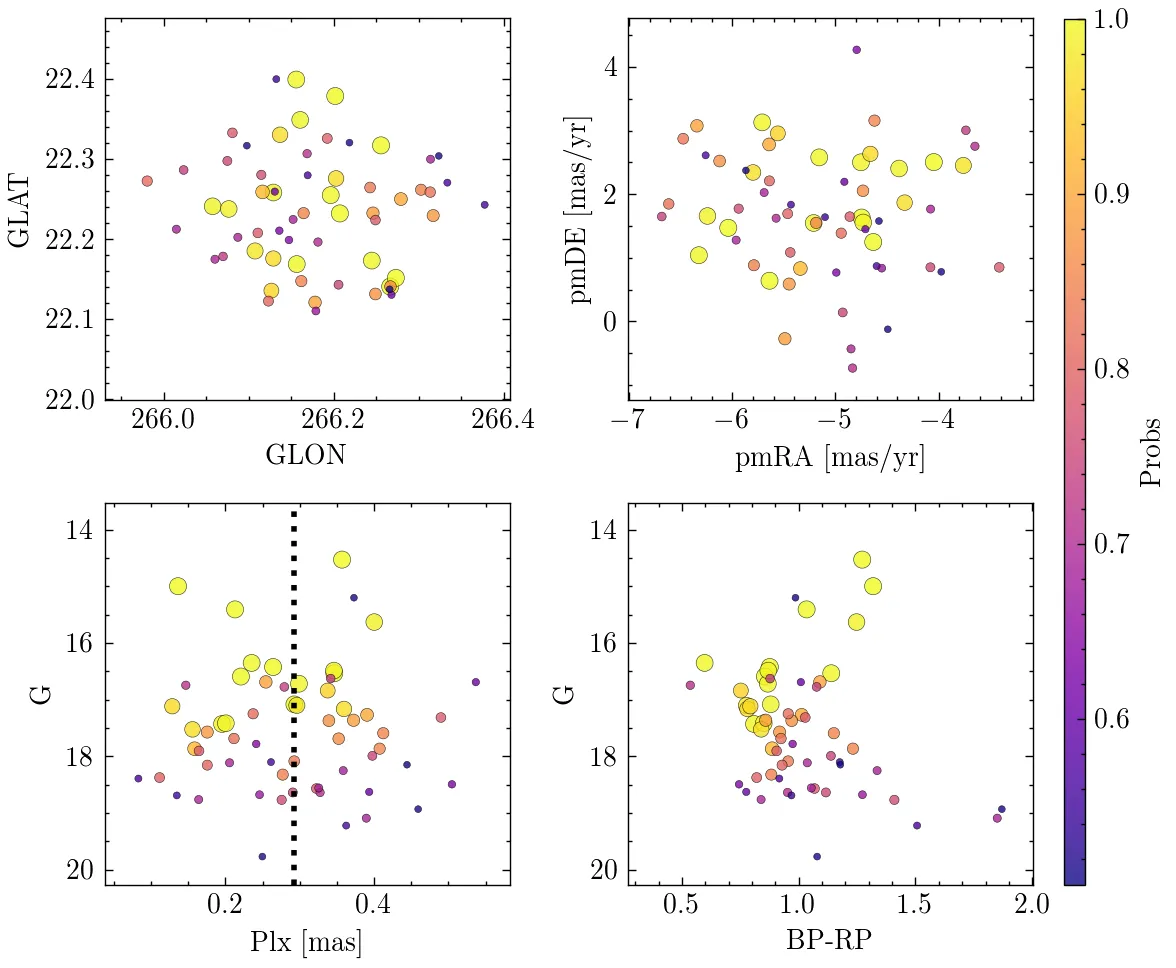 22.4
22.3
22.2
22.1
22.0
GLAT
266.0 266.2 266.4
GLON
4
2
0
pmDE [mas/yr]
−7 −6 −5 −4
pmRA [mas/yr]
1.0
0.9
0.8
0.7
0.6
Probs
14
16
18
20
G
0.2 0.4
Plx [mas]
14
16
18
20
G
0.5 1.0 1.5 2.0
BP-RP